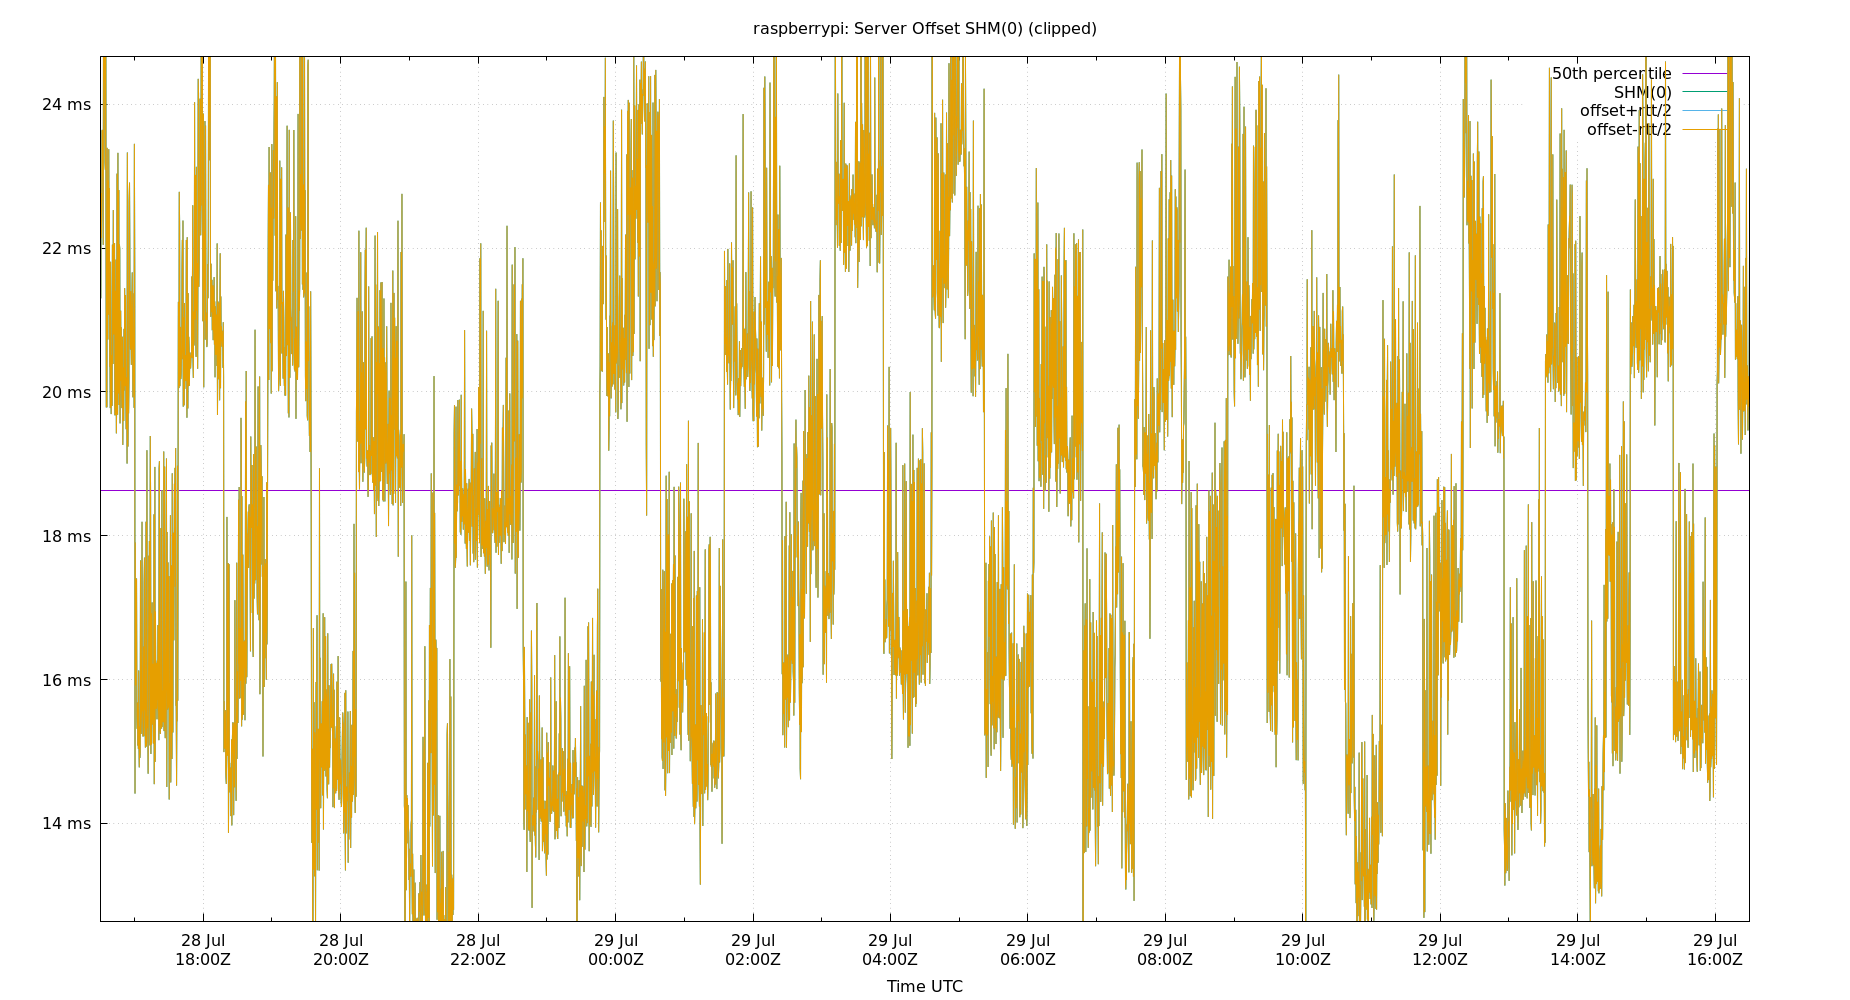 raspberrypi: Server Offset SHM(0) (clipped)
50th percentile
SHM(0)
offset+rtt/2
offset-rtt/2
24 ms
22 ms
20 ms
18 ms
16 ms
14 ms
28 Jul 28 Jul 28 Jul 29 Jul 29 Jul 29 Jul 29 Jul 29 Jul 29 Jul 29 Jul 29 Jul 29 Jul
18:00Z 20:00Z 22:00Z 00:00Z 02:00Z 04:00Z 06:00Z 08:00Z 10:00Z 12:00Z 14:00Z 16:00Z
Time UTC